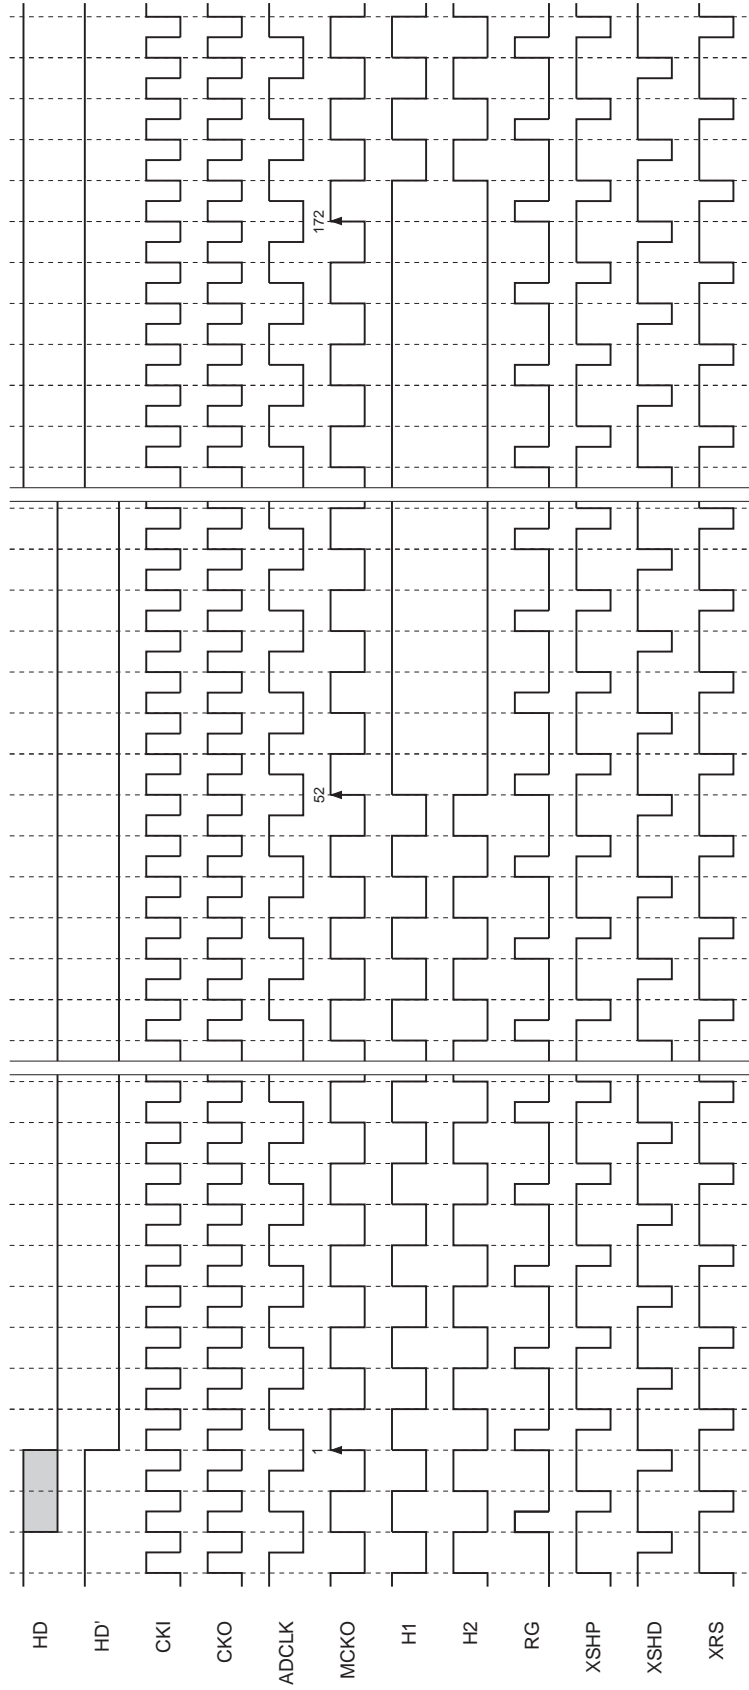 HD
HD'
CKI
CKO
ADCLK
MCKO
H1
H2
RG
XSHP
XSHD
XRS
1
52
172